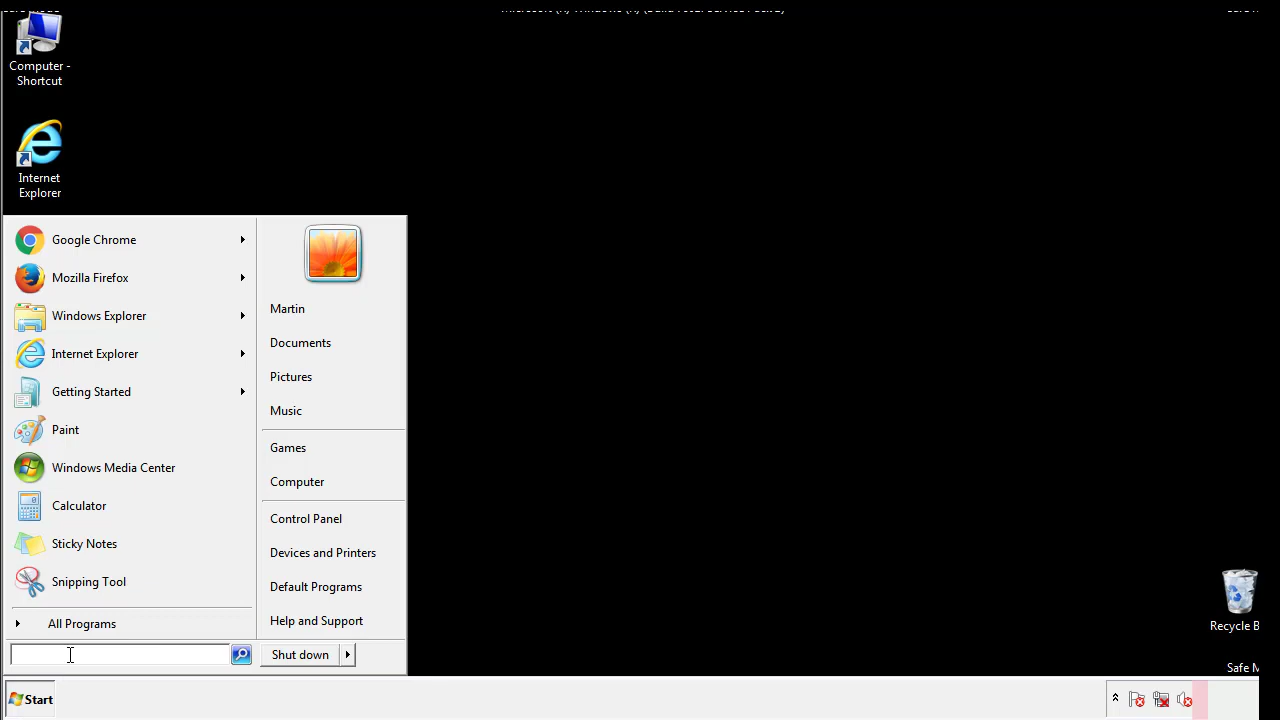 Computer -
Shortcut
Internet
Explorer
Google Chrome
Mozilla Firefox
Windows Explorer
Internet Explorer
Getting Started
Paint
Windows Media Center
Calculator
Sticky Notes
Snipping Tool
All Programs
Martin
Documents
Pictures
Music
Games
Computer
Control Panel
Devices and Printers
Default Programs
Help and Support
Shut down
Recycle B
Safe M
Start